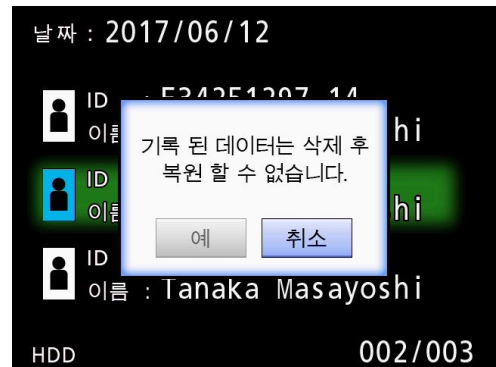 날짜 : 2017/06/12
ID
이름
기록 된 데이터는 삭제 후
복원 할 수 없습니다.
예
취소
ID
이름
ID
이름 : Tanaka Masayoshi
HDD
002/003